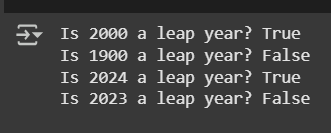 Is 2000 a leap year? True
Is 1900 a leap year? False
Is 2024 a leap year? True
Is 2023 a leap year? False